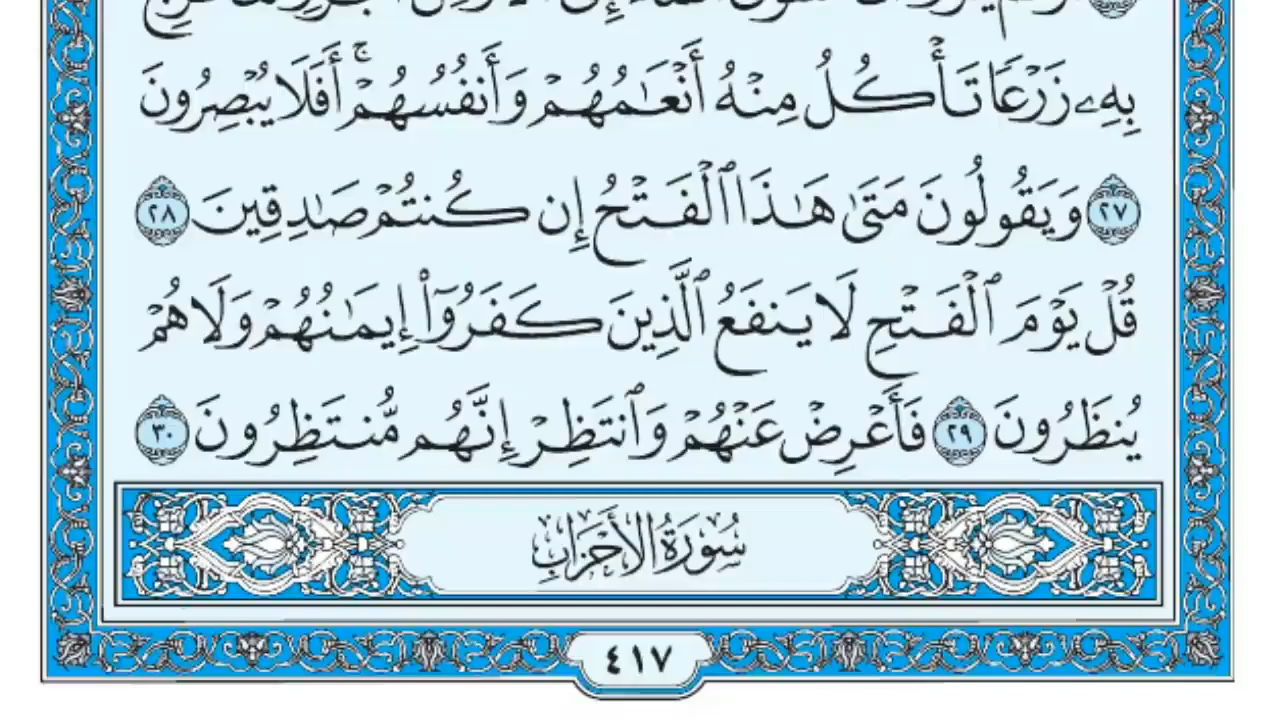 بِهِۦ زَرْعًا تَأْكُلُ مِنْهُ أَنْعَـٰمُهُمْ وَأَنفُسُهُمْ ۚ أَفَلَا يُبْصِرُونَ
٢٧ وَيَقُولُونَ مَتَىٰ هَـٰذَا ٱلْفَتْحُ إِن كُنتُمْ صَـٰدِقِينَ ٢٨
قُلْ يَوْمَ ٱلْفَتْحِ لَا يَنفَعُ ٱلَّذِينَ كَفَرُوٓا۟ إِيمَـٰنُهُمْ وَلَا هُمْ
يُنظَرُونَ ٢٩ فَأَعْرِضْ عَنْهُمْ وَٱنتَظِرْ إِنَّهُم مُّنتَظِرُونَ ٣٠
سُورَةُ الأَحْزَابِ
٤١٧